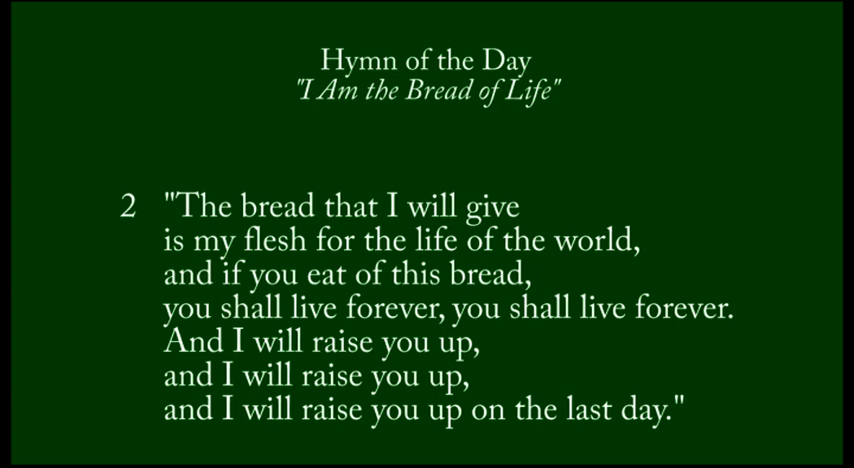 Hymn of the Day
"I Am the Bread of Life"
2 "The bread that I will give
is my flesh for the life of the world,
and if you eat of this bread,
you shall live forever, you shall live forever.
And I will raise you up,
and I will raise you up,
and I will raise you up on the last day."